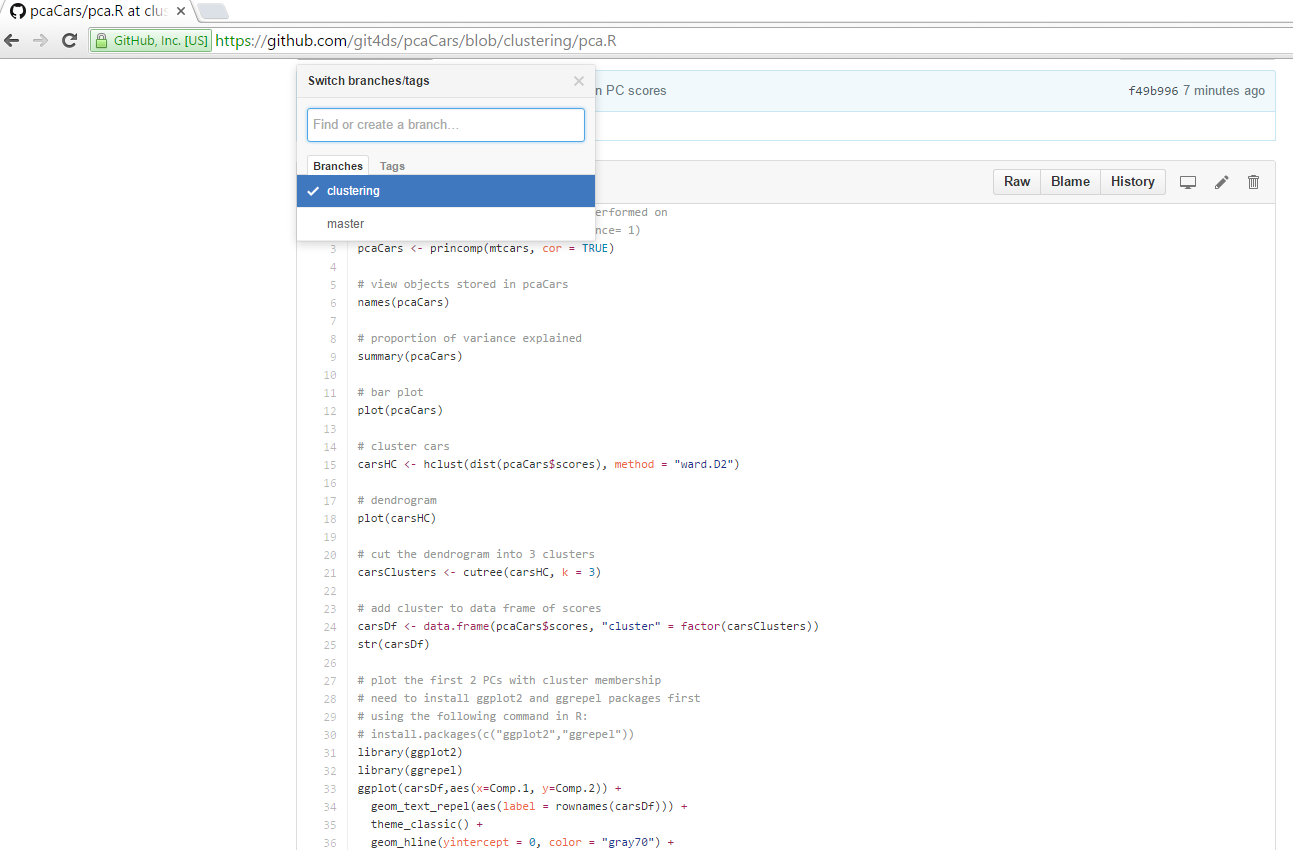 pcaCars/pca.R at clus
GitHub, Inc. [US] https://github.com/git4ds/pcaCars/blob/clustering/pca.R
Switch branches/tags
n PC scores
f49b996 7 minutes ago
Find or create a branch...
Branches Tags
Raw Blame History
clustering
erformed on
master
nce= 1)
3 pcaCars <- princomp(mtcars, cor = TRUE)
4
5 # view objects stored in pcaCars
6 names(pcaCars)
7
8 # proportion of variance explained
9 summary(pcaCars)
10
11 # bar plot
12 plot(pcaCars)
13
14 # cluster cars
15 carsHC <- hclust(dist(pcaCars$scores), method = "ward.D2")
16
17 # dendrogram
18 plot(carsHC)
19
20 # cut the dendrogram into 3 clusters
21 carsClusters <- cutree(carsHC, k = 3)
22
23 # add cluster to data frame of scores
24 carsDf <- data.frame(pcaCars$scores, "cluster" = factor(carsClusters))
25 str(carsDf)
26
27 # plot the first 2 PCs with cluster membership
28 # need to install ggplot2 and ggrepel packages first
29 # using the following command in R:
30 # install.packages(c("ggplot2","ggrepel"))
31 library(ggplot2)
32 library(ggrepel)
33 ggplot(carsDf,aes(x=Comp.1, y=Comp.2)) +
34 geom_text_repel(aes(label = rownames(carsDf))) +
35 theme_classic() +
36 geom_hline(yintercept = 0, color = "gray70") +